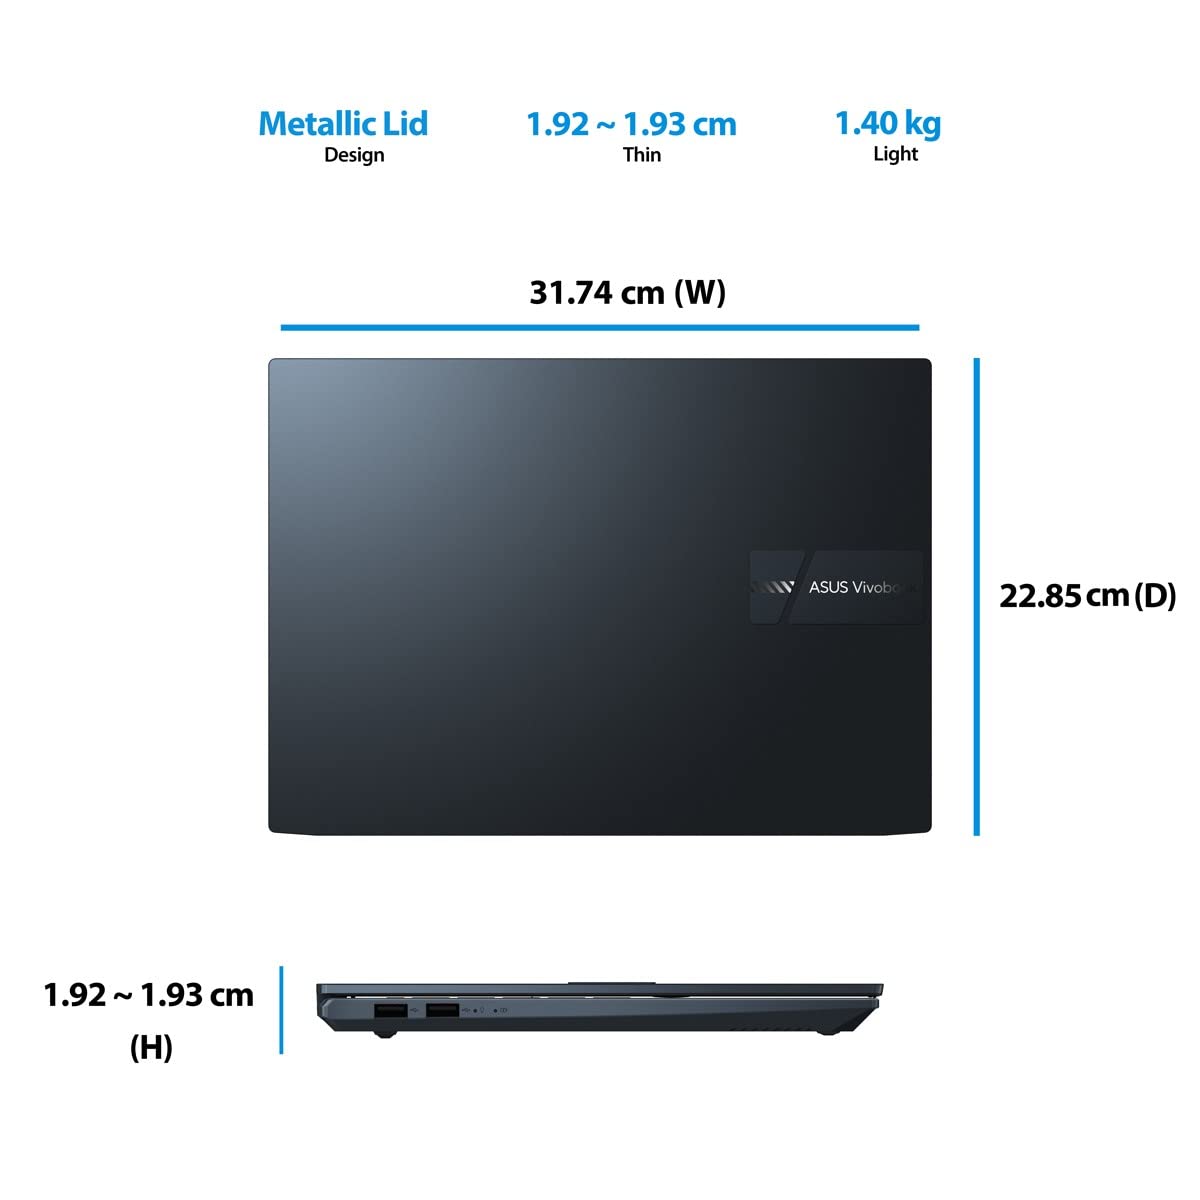 Metallic Lid
Design
1.92 ~ 1.93 cm
Thin
1.40 kg
Light
31.74 cm (W)
ASUS
22.85 cm (D)
1.92 ~ 1.93 cm
(H)